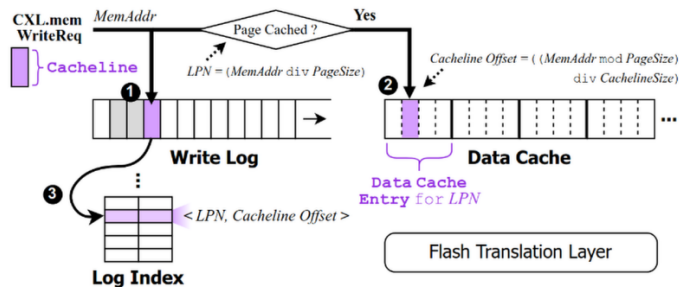 CXL.mem
WriteReq
MemAddr
Page Cached ?
Yes
Cacheline
LPN = (MemAddr div PageSize)
Cacheline Offset = ((MemAddr mod PageSize)
div CachelineSize)
1
2
...
Write Log
Data Cache
3
...
Data Cache
Entry for LPN
< LPN, Cacheline Offset >
Log Index
Flash Translation Layer